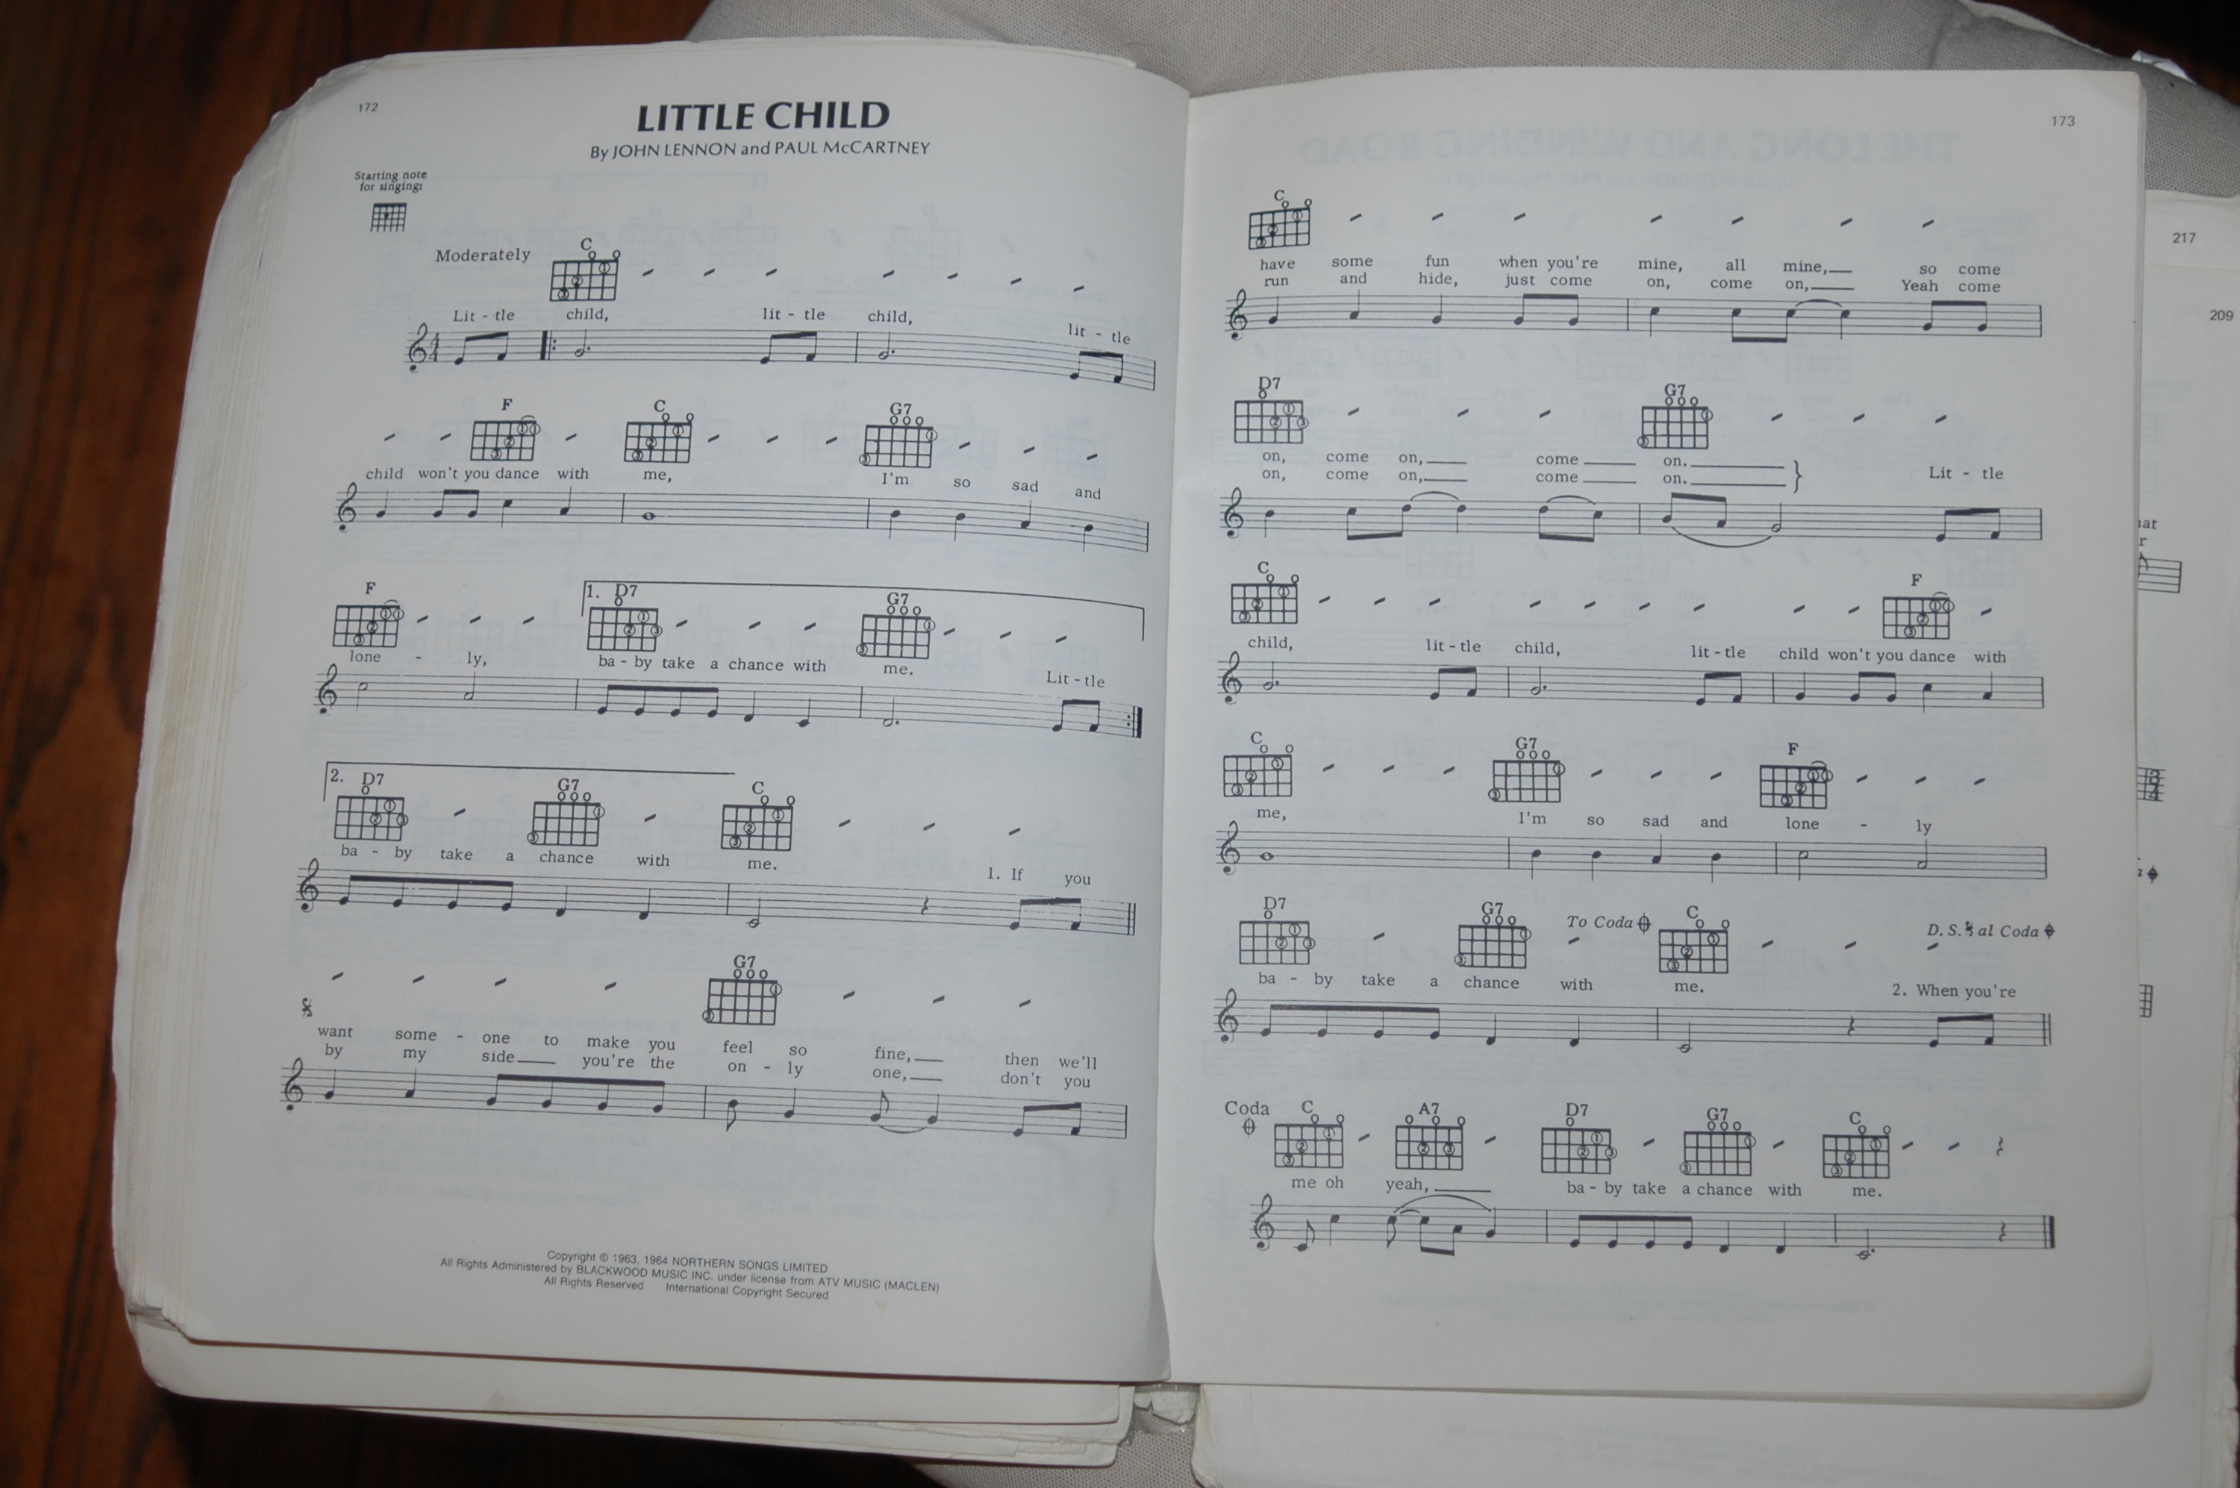 172
LITTLE CHILD
By JOHN LENNON and PAUL McCARTNEY
Starting note
for singing:
Moderately
C
Lit - tle child, lit - tle child, lit - tle
F C G7
child won't you dance with me, I'm so sad and
F 1. D7 G7
lone - ly, ba - by take a chance with me. Lit - tle
2. D7 G7 C
ba - by take a chance with me. 1. If you
G7
want some - one to make you feel so fine, then we'll
by my side you're the on - ly one, don't you
Copyright © 1963, 1964 NORTHERN SONGS LIMITED
All Rights Administered by BLACKWOOD MUSIC INC. under license from ATV MUSIC (MACLEN)
All Rights Reserved International Copyright Secured
173
C
have some fun when you're mine, all mine, so come
run and hide, just come on, come on, Yeah come
D7 G7
on, come on, come on. Lit - tle
on, come on, come on.
C F
child, lit - tle child, lit - tle child won't you dance with
C G7 F
me, I'm so sad and lone - ly
D7 G7 To Coda C D.S. al Coda
ba - by take a chance with me. 2. When you're
Coda C A7 D7 G7 C
me oh yeah, ba - by take a chance with me.
217
209